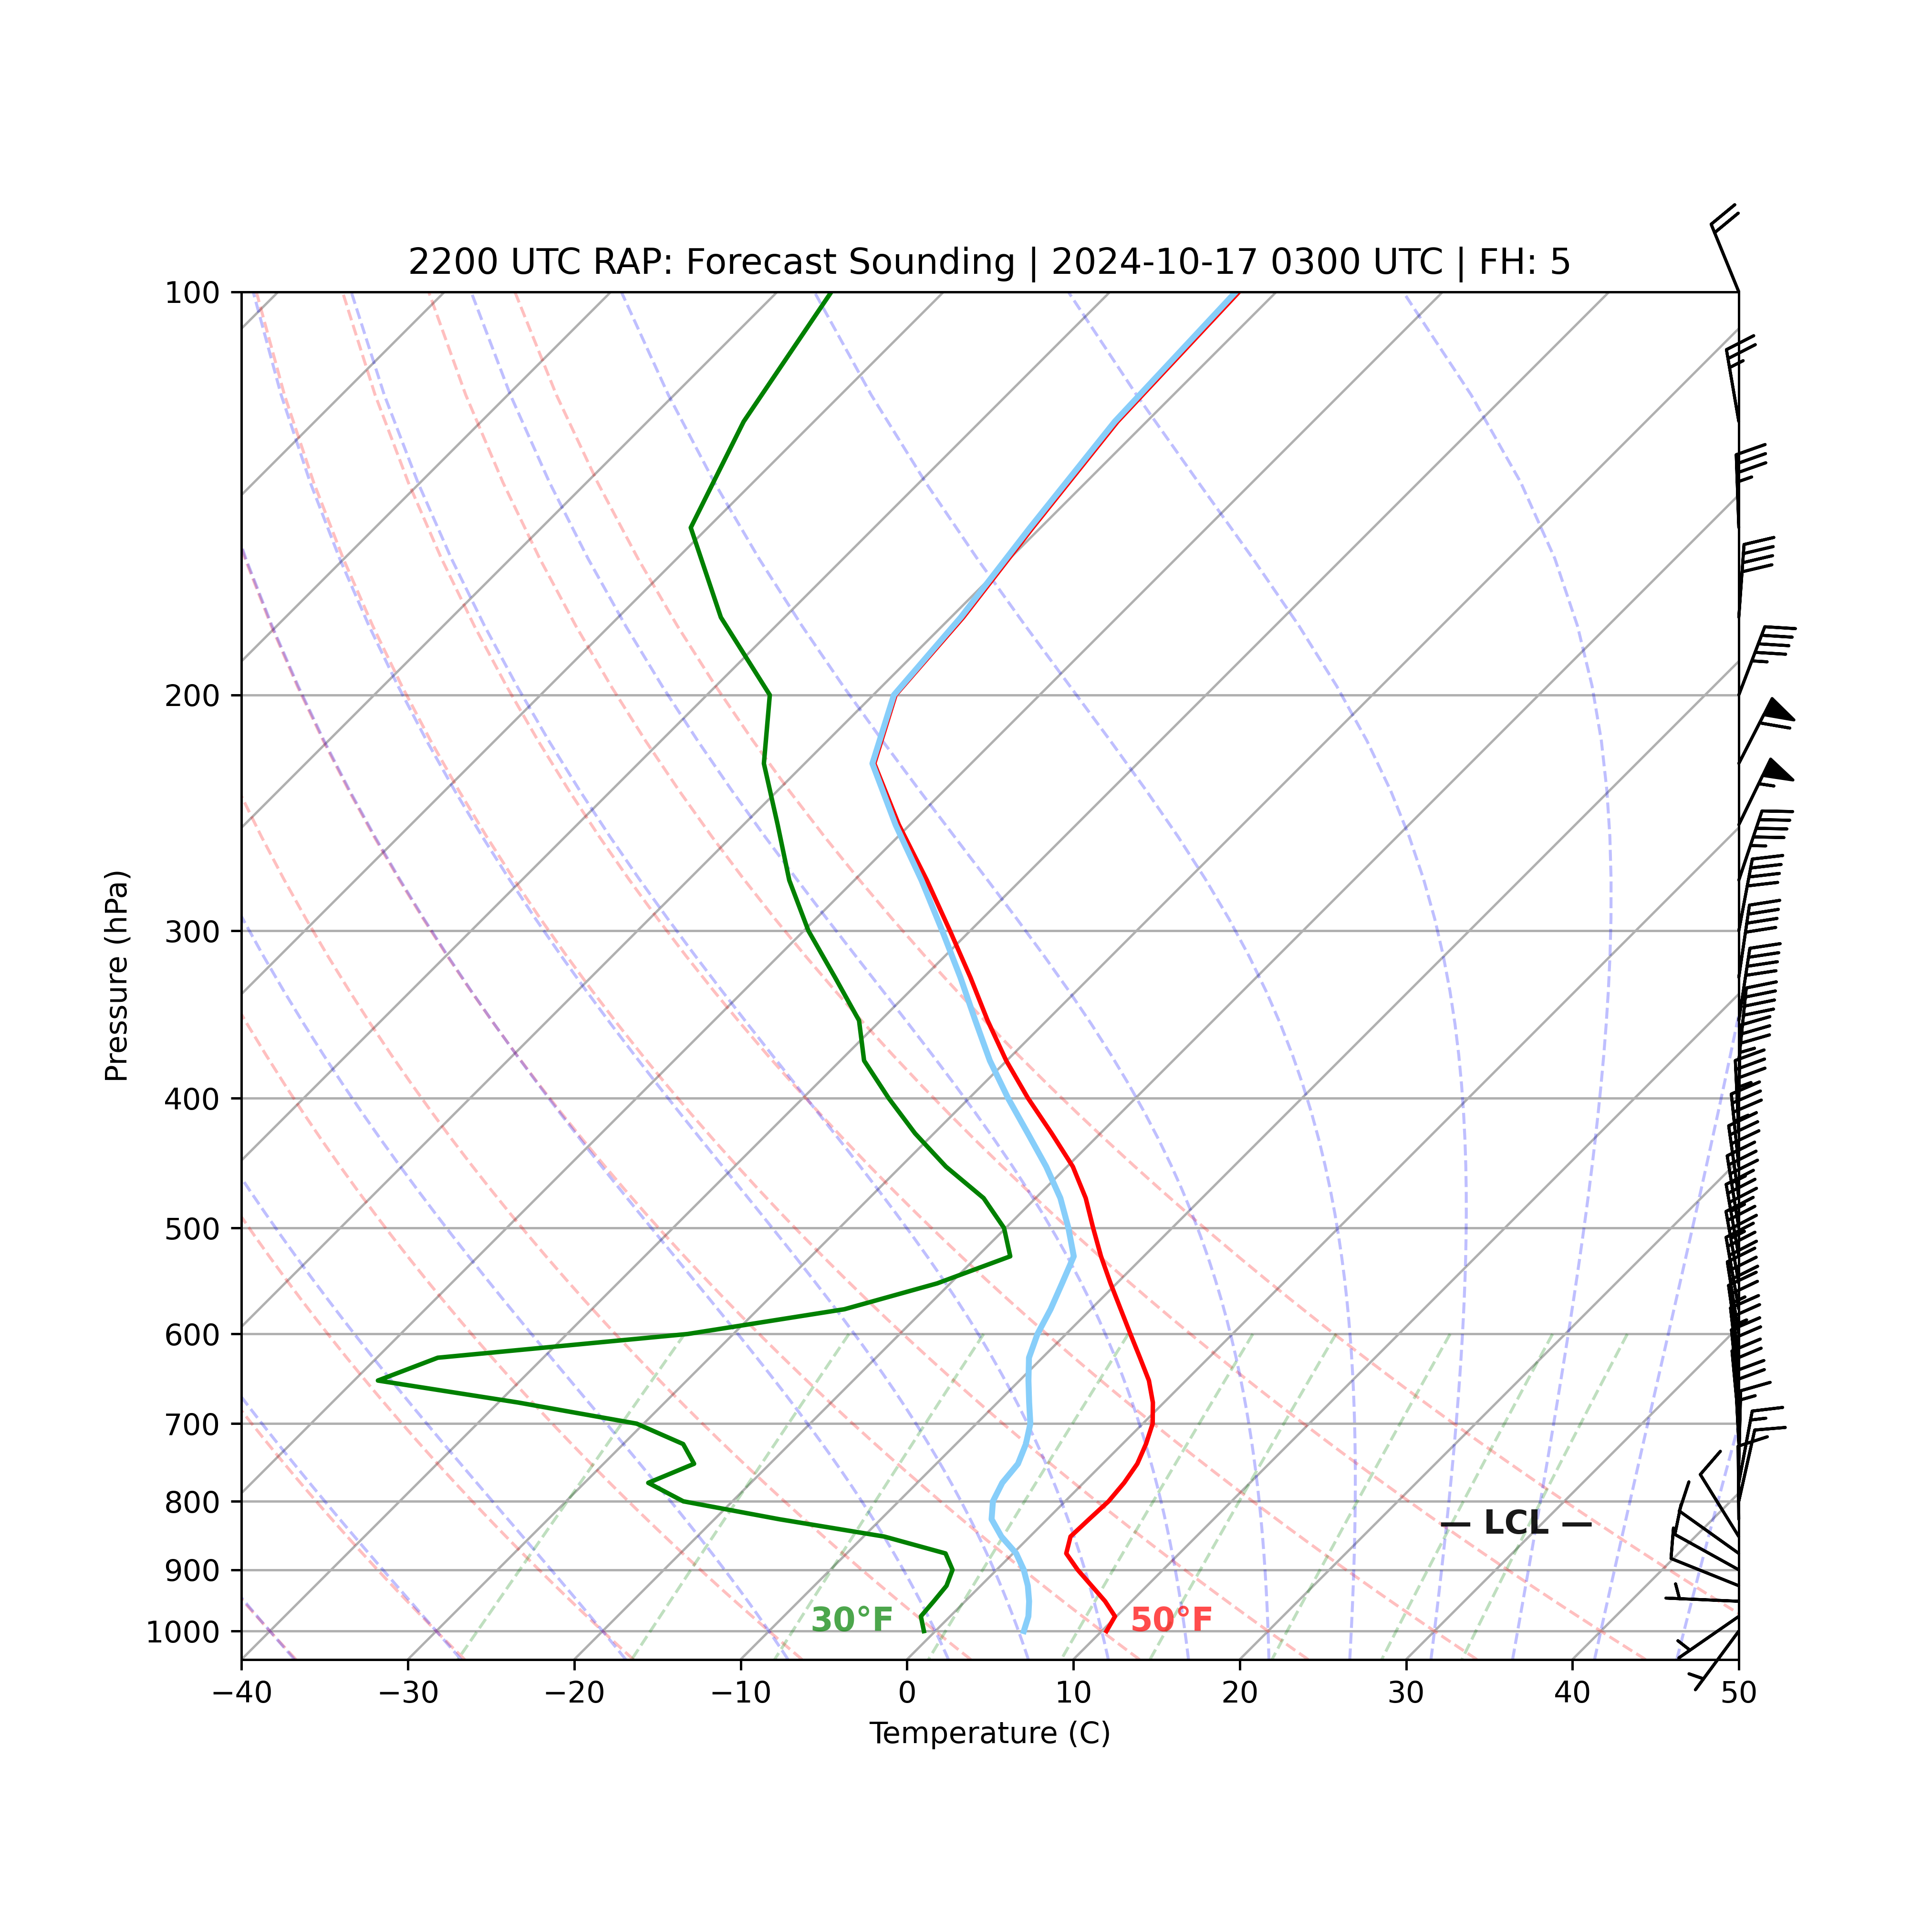 2200 UTC RAP: Forecast Sounding | 2024-10-17 0300 UTC | FH: 5
100
200
300
400
500
600
700
800
900
1000
Pressure (hPa)
— LCL —
30°F
50°F
−40 −30 −20 −10 0 10 20 30 40 50
Temperature (C)